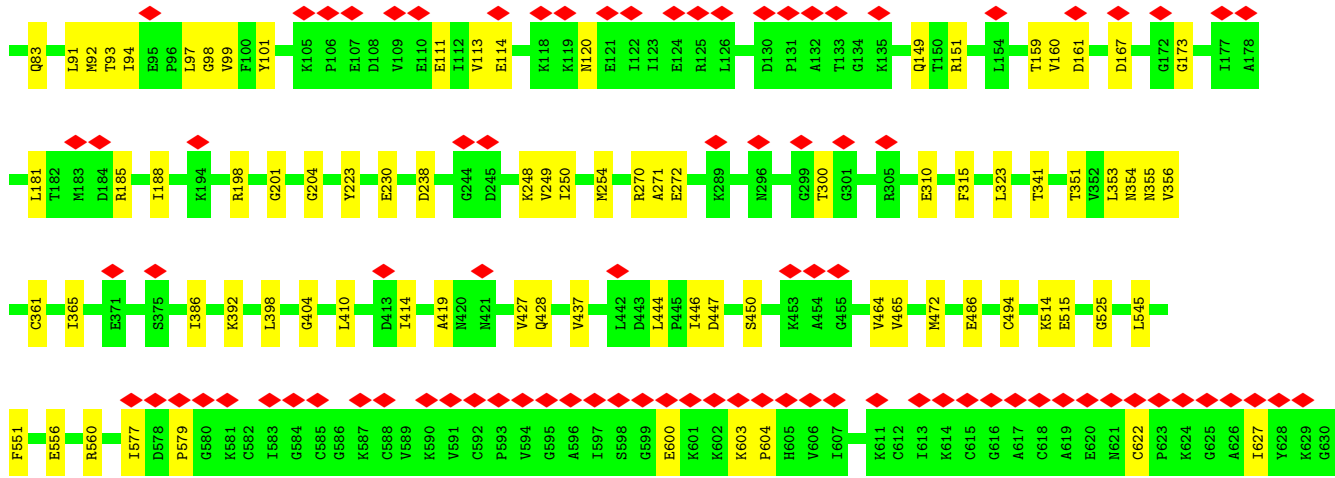 Q83 L91 M92 T93 I94 E95 P96 L97 G98 V99 F100 Y101 K105 P106 E107 D108 V109 E110 E111 I112 V113 E114 K118 K119 N120 E121 I122 I123 E124 R125 L126 D130 P131 A132 T133 G134 K135 Q149 T150 R151 L154 T159 V160 D161 D167 G172 G173 I177 A178
L181 T182 M183 D184 R185 I188 K194 R198 G201 G204 Y223 E230 D238 G244 D245 K248 V249 I250 M254 R270 A271 E272 K289 N296 G299 T300 G301 R305 E310 F315 L323 T341 T351 V352 L353 N354 N355 V356
C361 I365 E371 S375 I386 K392 L398 G404 L410 D413 I414 A419 N420 N421 V427 Q428 V437 L442 D443 L444 P445 I446 D447 S450 K453 A454 G455 V464 V465 M472 E486 C494 K514 E515 G525 L545
F551 E556 R560 I577 D578 P579 G580 K581 C582 I583 G584 C585 G586 K587 C588 V589 K590 V591 C592 P593 V594 G595 A596 I597 S598 G599 E600 K601 K602 K603 P604 H605 V606 I607 K611 C612 I613 K614 C615 G616 A617 C618 A619 E620 N621 C622 P623 K624 G625 A626 I627 Y628 K629 G630